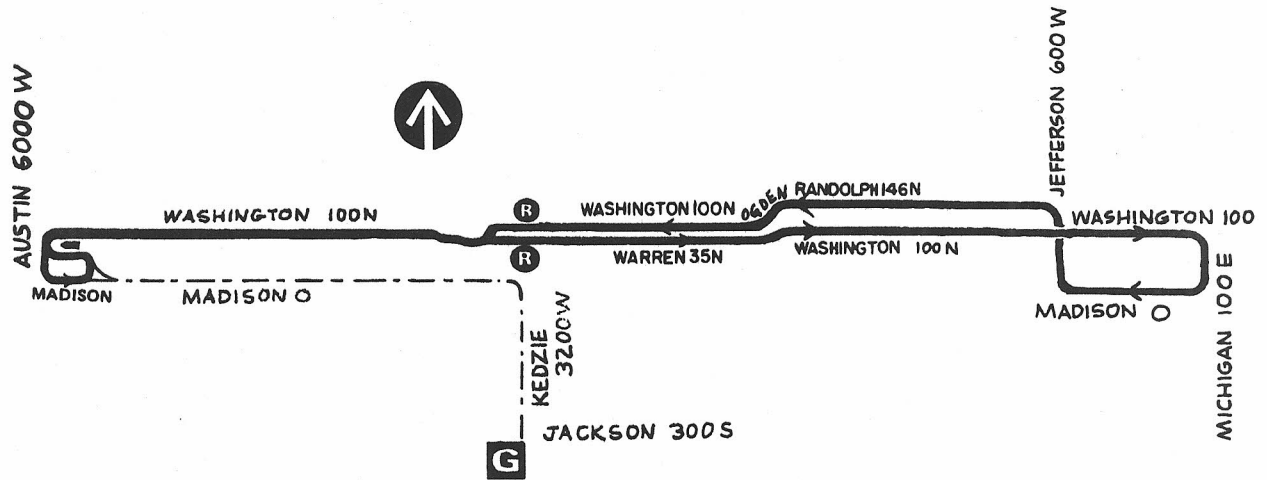 AUSTIN 6000 W
JEFFERSON 600 W
WASHINGTON 100N
R
WASHINGTON 100N
OGDEN
RANDOLPH 146N
WASHINGTON 100
R
WARREN 35N
WASHINGTON 100 N
MADISON
MADISON O
MADISON O
MICHIGAN 100 E
KEDZIE
3200W
JACKSON 300 S
G